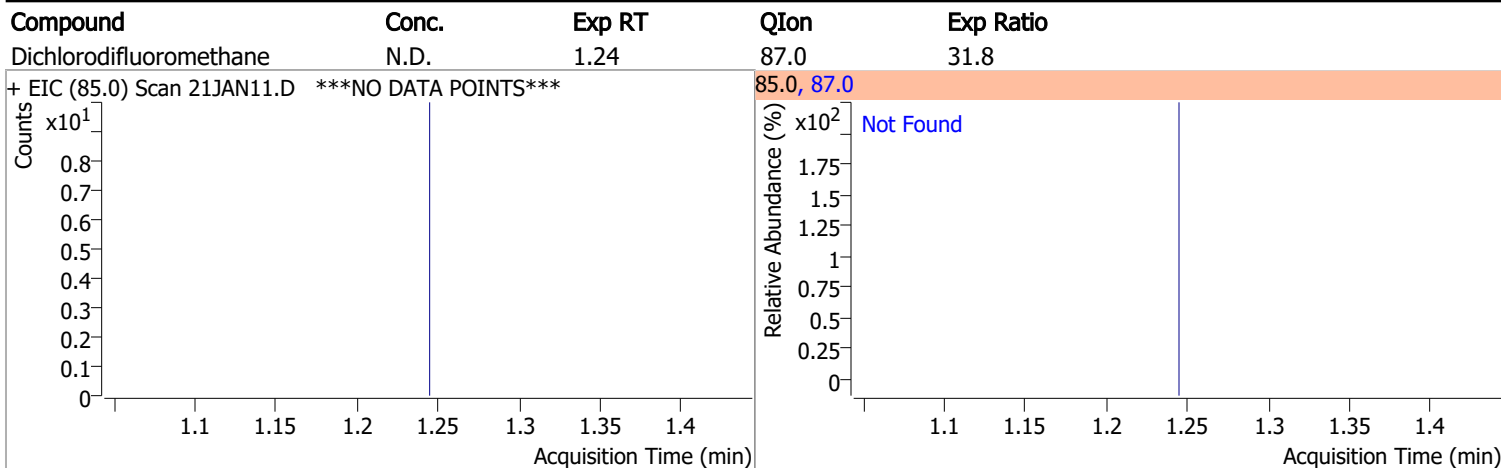 Compound Conc. Exp RT QIon Exp Ratio
Dichlorodifluoromethane N.D. 1.24 87.0 31.8
+ EIC (85.0) Scan 21JAN11.D ***NO DATA POINTS***
Counts
x10¹
0.8
0.7
0.6
0.5
0.4
0.3
0.2
0.1
0
1.1 1.15 1.2 1.25 1.3 1.35 1.4
Acquisition Time (min)
85.0, 87.0
Relative Abundance (%)
x10²
Not Found
1.75
1.5
1.25
1
0.75
0.5
0.25
0
1.1 1.15 1.2 1.25 1.3 1.35 1.4
Acquisition Time (min)